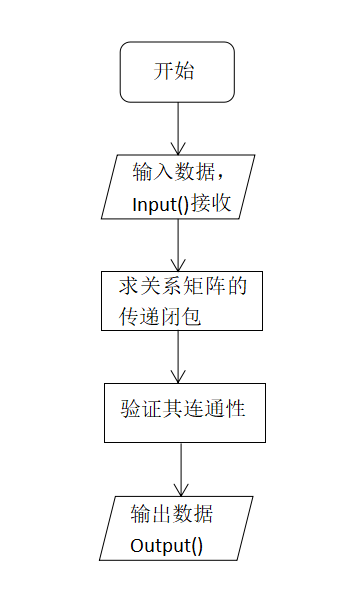 开始
输入数据，
Input()接收
求关系矩阵的
传递闭包
验证其连通性
输出数据
Output()